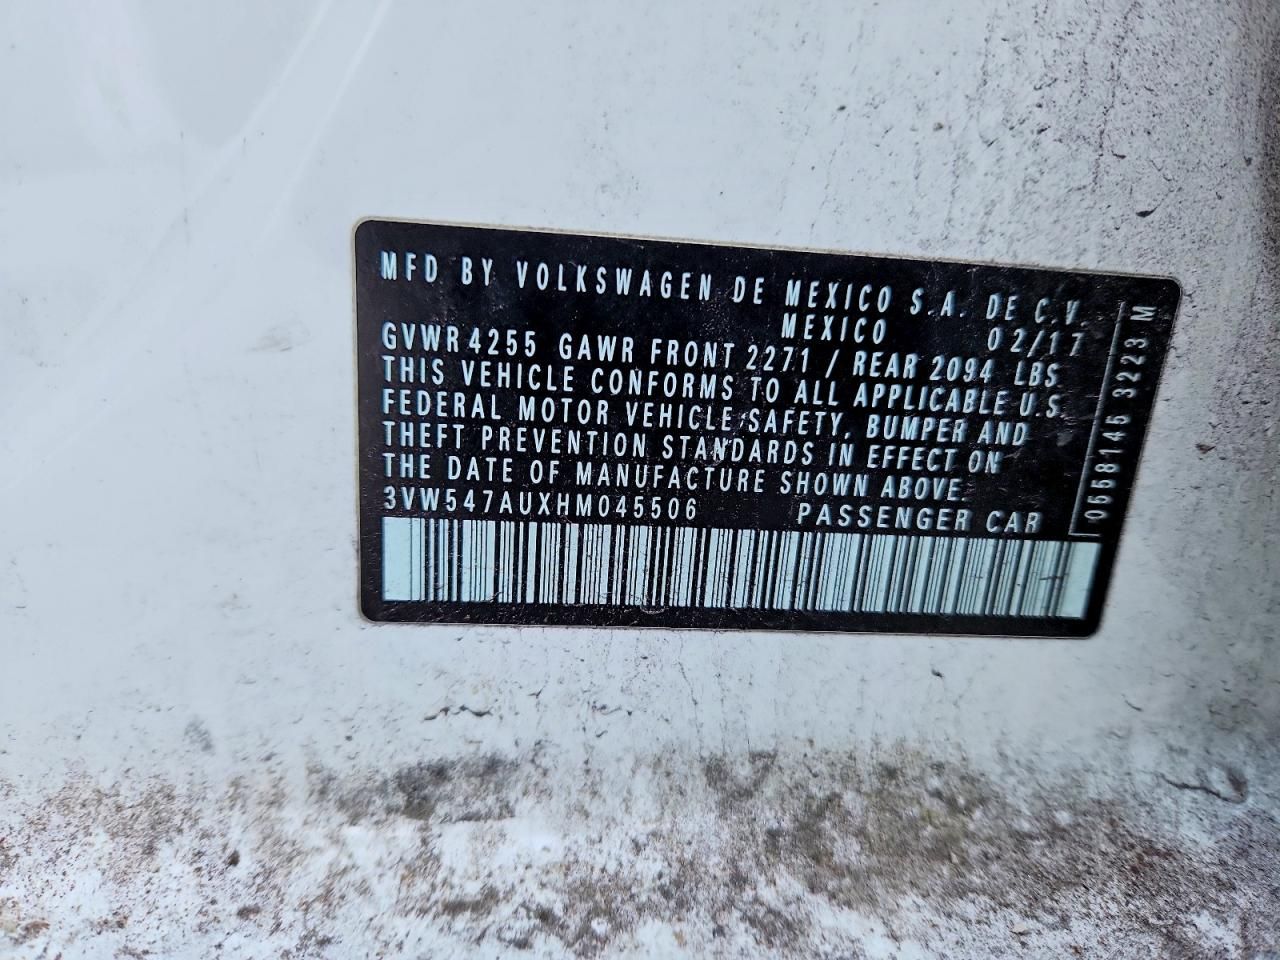 MFD BY VOLKSWAGEN DE MEXICO S.A. DE C.V.
MEXICO 02/17
GVWR 4255 GAWR FRONT 2271 / REAR 2094 LBS
THIS VEHICLE CONFORMS TO ALL APPLICABLE U.S.
FEDERAL MOTOR VEHICLE SAFETY, BUMPER AND
THEFT PREVENTION STANDARDS IN EFFECT ON
THE DATE OF MANUFACTURE SHOWN ABOVE.
3VW547AUXHM045506 PASSENGER CAR
0558145 3223 M